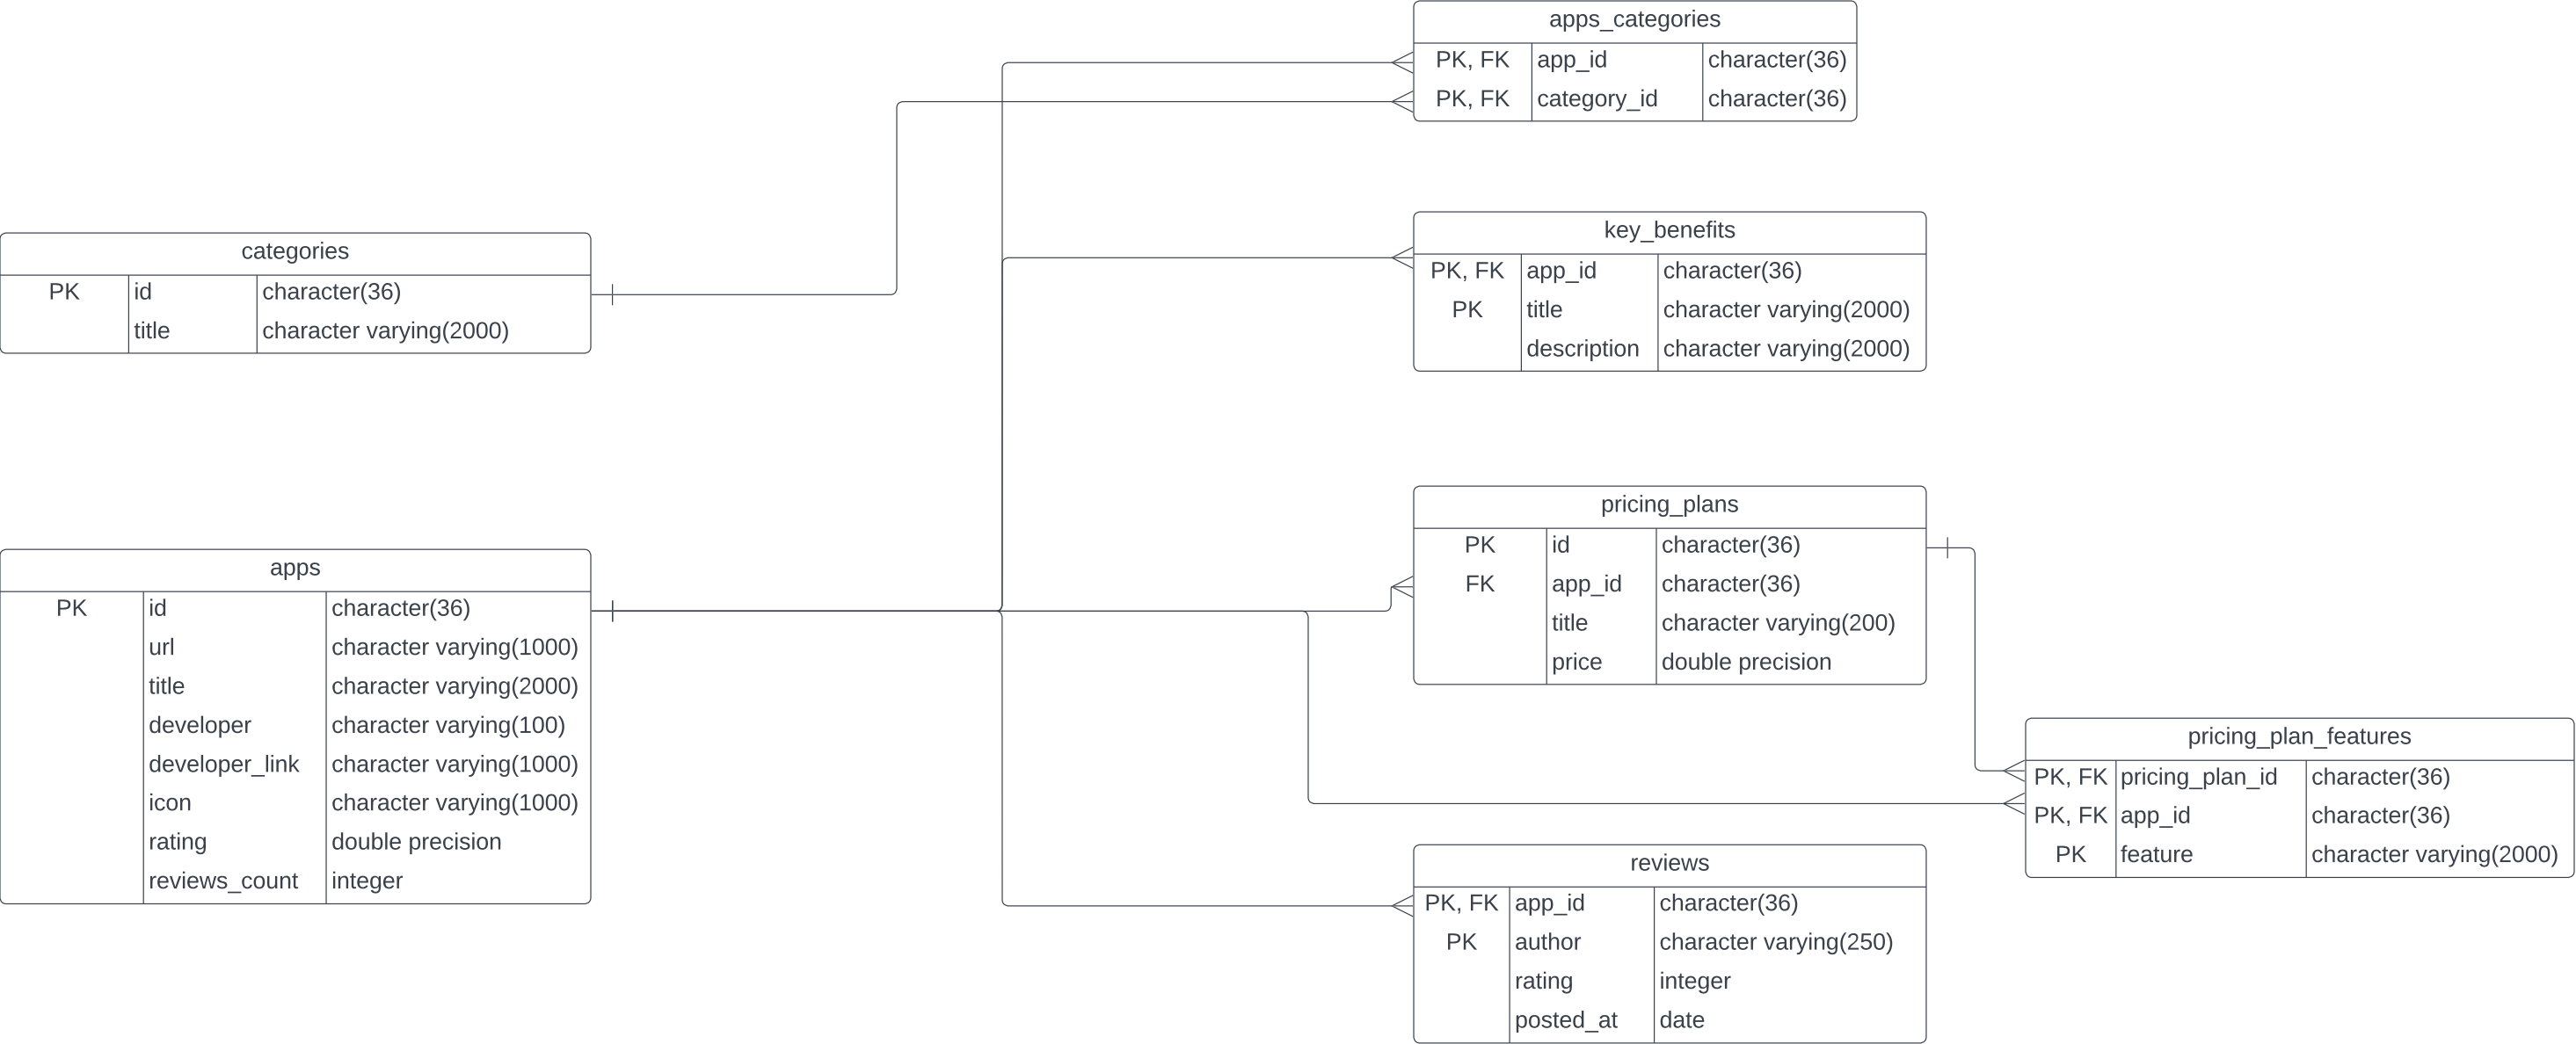 apps_categories
PK, FK app_id character(36)
PK, FK category_id character(36)
categories
PK id character(36)
title character varying(2000)
key_benefits
PK, FK app_id character(36)
PK title character varying(2000)
description character varying(2000)
apps
PK id character(36)
url character varying(1000)
title character varying(2000)
developer character varying(100)
developer_link character varying(1000)
icon character varying(1000)
rating double precision
reviews_count integer
pricing_plans
PK id character(36)
FK app_id character(36)
title character varying(200)
price double precision
pricing_plan_features
PK, FK pricing_plan_id character(36)
PK, FK app_id character(36)
PK feature character varying(2000)
reviews
PK, FK app_id character(36)
PK author character varying(250)
rating integer
posted_at date